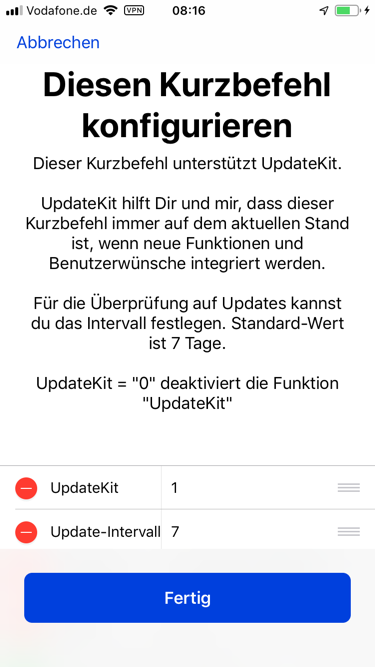 Vodafone.de VPN 08:16
Abbrechen
Diesen Kurzbefehl
konfigurieren
Dieser Kurzbefehl unterstützt UpdateKit.
UpdateKit hilft Dir und mir, dass dieser
Kurzbefehl immer auf dem aktuellen Stand
ist, wenn neue Funktionen und
Benutzerwünsche integriert werden.
Für die Überprüfung auf Updates kannst
du das Intervall festlegen. Standard-Wert
ist 7 Tage.
UpdateKit = "0" deaktiviert die Funktion
"UpdateKit"
UpdateKit 1
Update-Intervall 7
Fertig